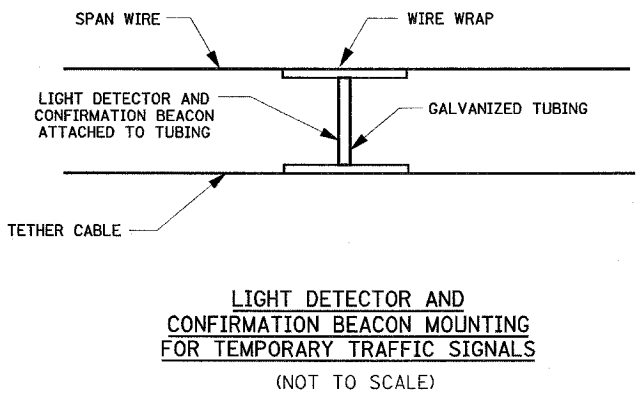 SPAN WIRE
WIRE WRAP
LIGHT DETECTOR AND
CONFIRMATION BEACON
ATTACHED TO TUBING
GALVANIZED TUBING
TETHER CABLE
LIGHT DETECTOR AND
CONFIRMATION BEACON MOUNTING
FOR TEMPORARY TRAFFIC SIGNALS
(NOT TO SCALE)